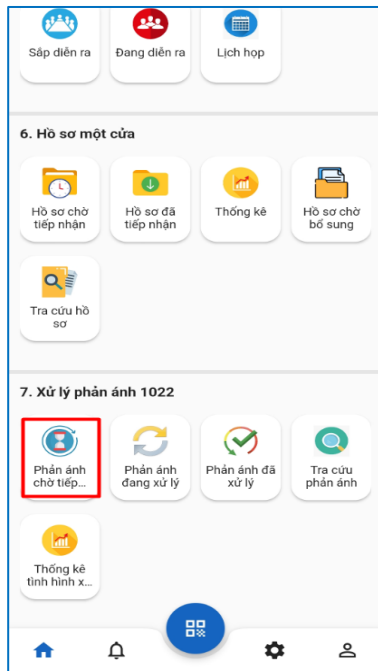 Sắp diễn ra
Đang diễn ra
Lịch họp
6. Hồ sơ một cửa
Hồ sơ chờ
tiếp nhận
Hồ sơ đã
tiếp nhận
Thống kê
Hồ sơ chờ
bổ sung
Tra cứu hồ
sơ
7. Xử lý phản ánh 1022
Phản ánh
chờ tiếp...
Phản ánh
đang xử lý
Phản ánh đã
xử lý
Tra cứu
phản ánh
Thống kê
tình hình x...